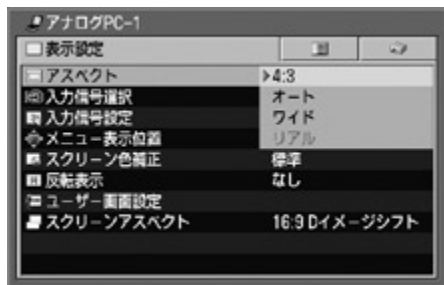 アナログPC-1
表示設定
アスペクト
4:3
入力信号選択
オート
入力信号設定
ワイド
メニュー表示位置
リアル
スクリーン色補正
標準
反転表示
なし
ユーザー画面設定
スクリーンアスペクト
16:9 Dイメージシフト